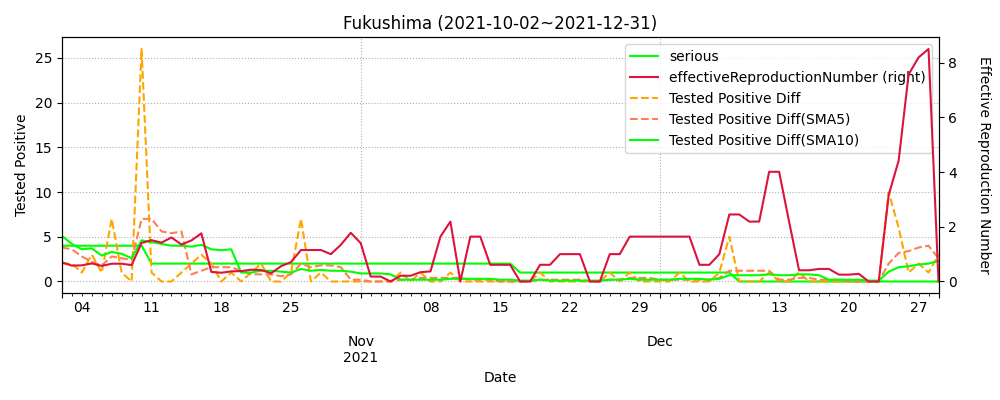 Fukushima (2021-10-02~2021-12-31)
serious
effectiveReproductionNumber (right)
Tested Positive Diff
Tested Positive Diff(SMA5)
Tested Positive Diff(SMA10)
Tested Positive
25
20
15
10
5
0
8
6
4
2
0
Effective Reproduction Number
04 11 18 25 08 15 22 29 06 13 20 27
Nov Dec
2021
Date